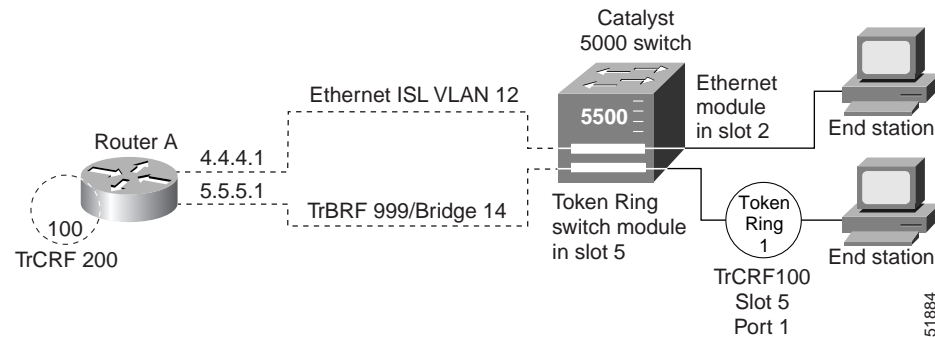 Catalyst
5000 switch
Ethernet ISL VLAN 12
5500
Ethernet
module
in slot 2
End station
Router A
4.4.4.1
5.5.5.1
100
TrCRF 200
TrBRF 999/Bridge 14
Token Ring
switch module
in slot 5
Token
Ring
1
End station
TrCRF100
Slot 5
Port 1
51884